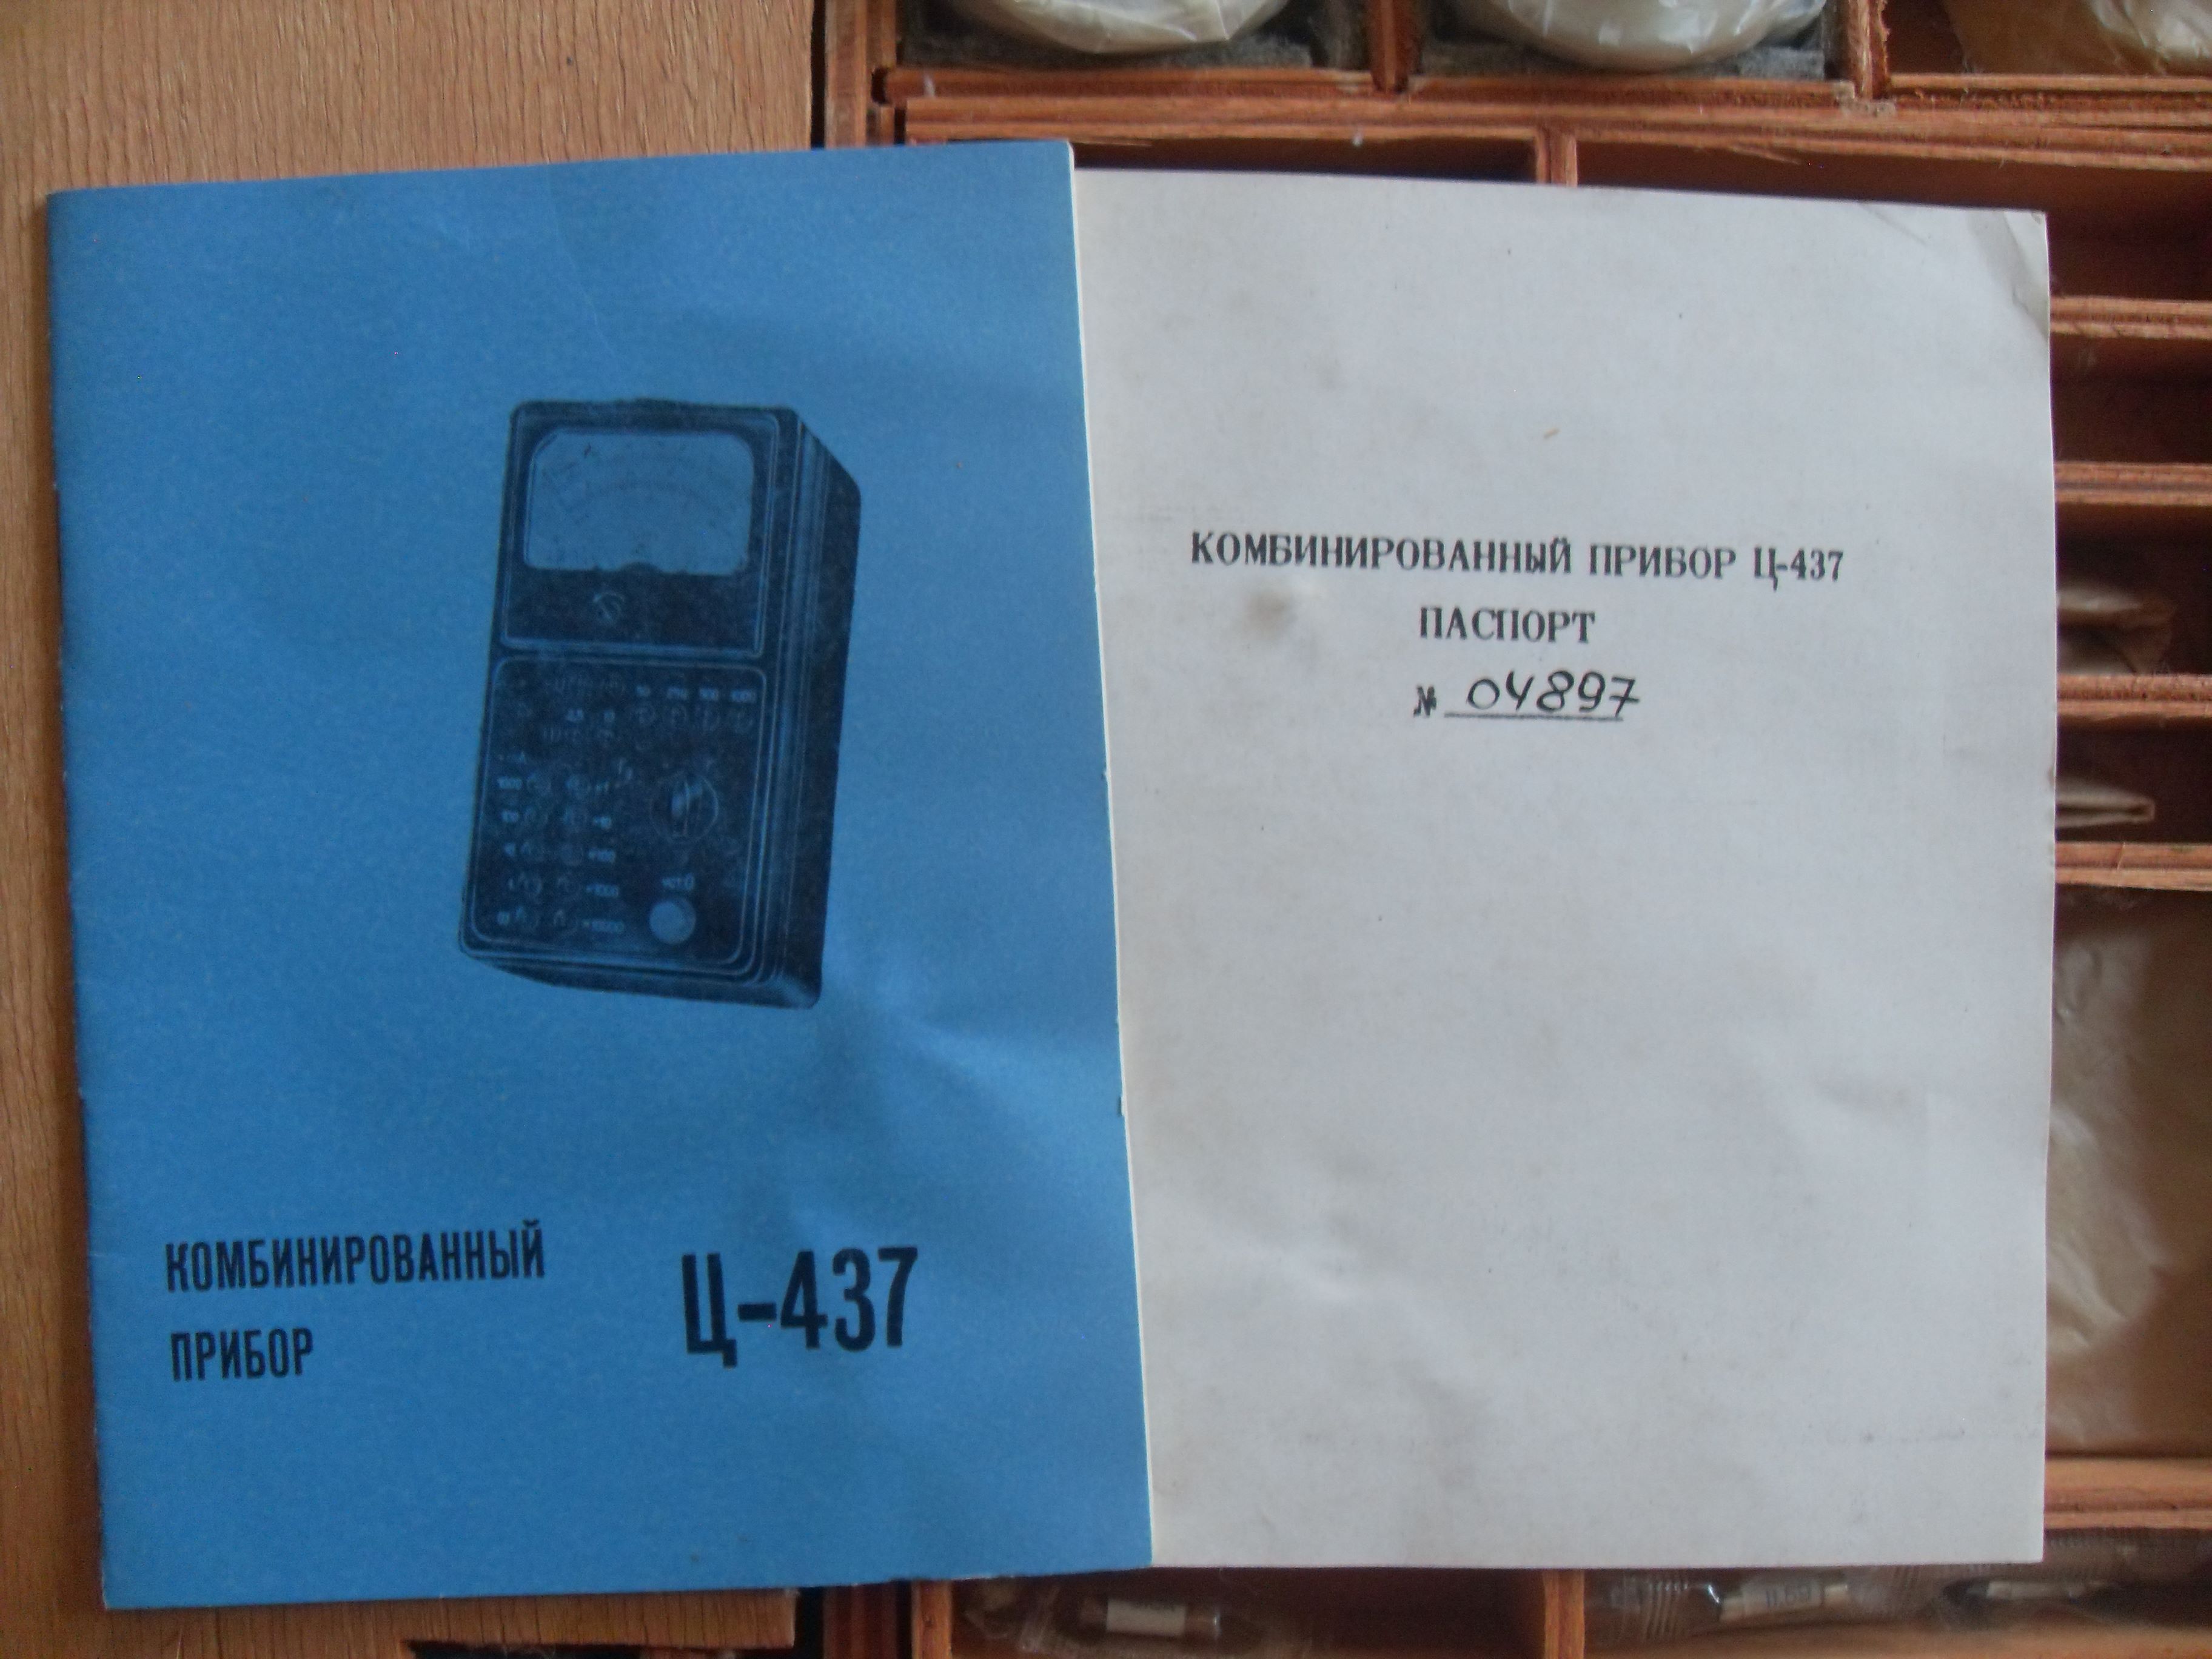 КОМБИНИРОВАННЫЙ
ПРИБОР
Ц-437
КОМБИНИРОВАННЫЙ ПРИБОР Ц-437
ПАСПОРТ
№ 04897